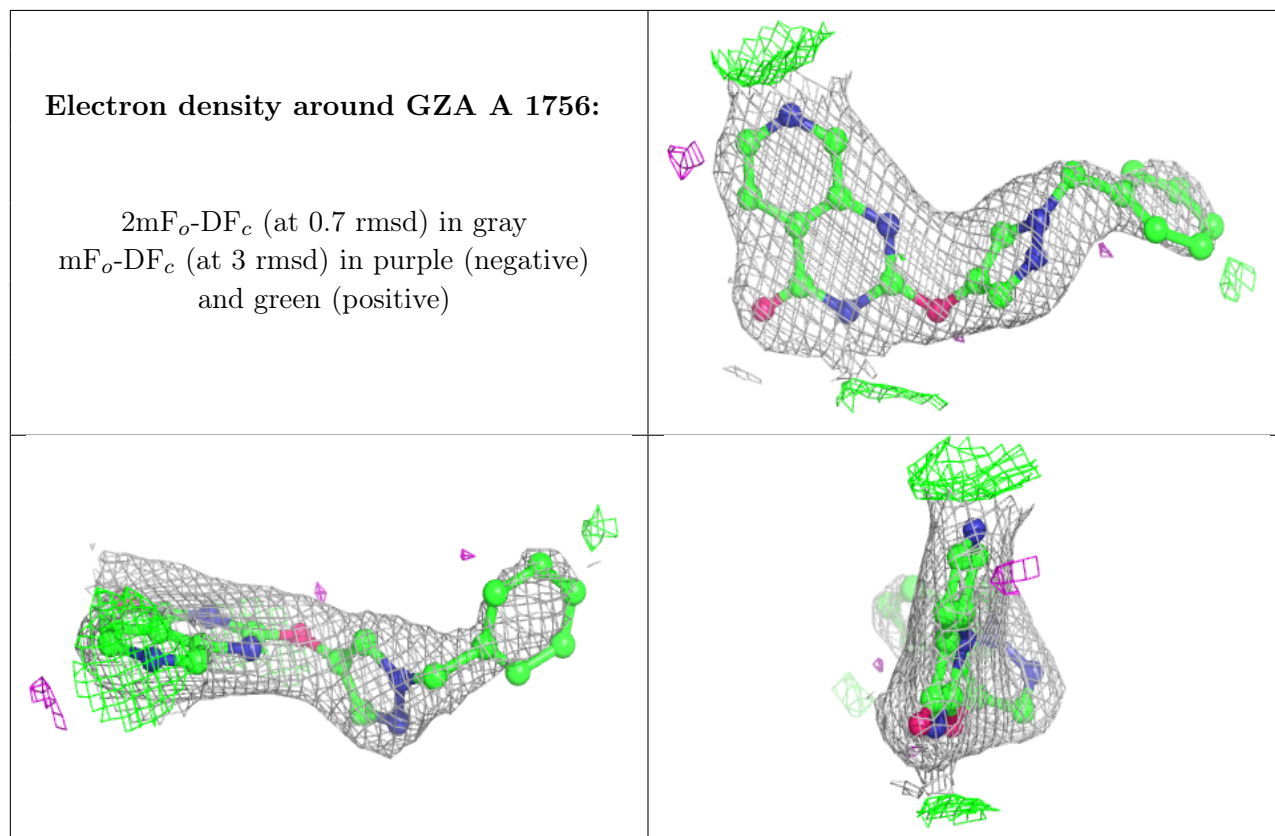 Electron density around GZA A 1756:
2mFo-DFc (at 0.7 rmsd) in gray
mFo-DFc (at 3 rmsd) in purple (negative)
and green (positive)